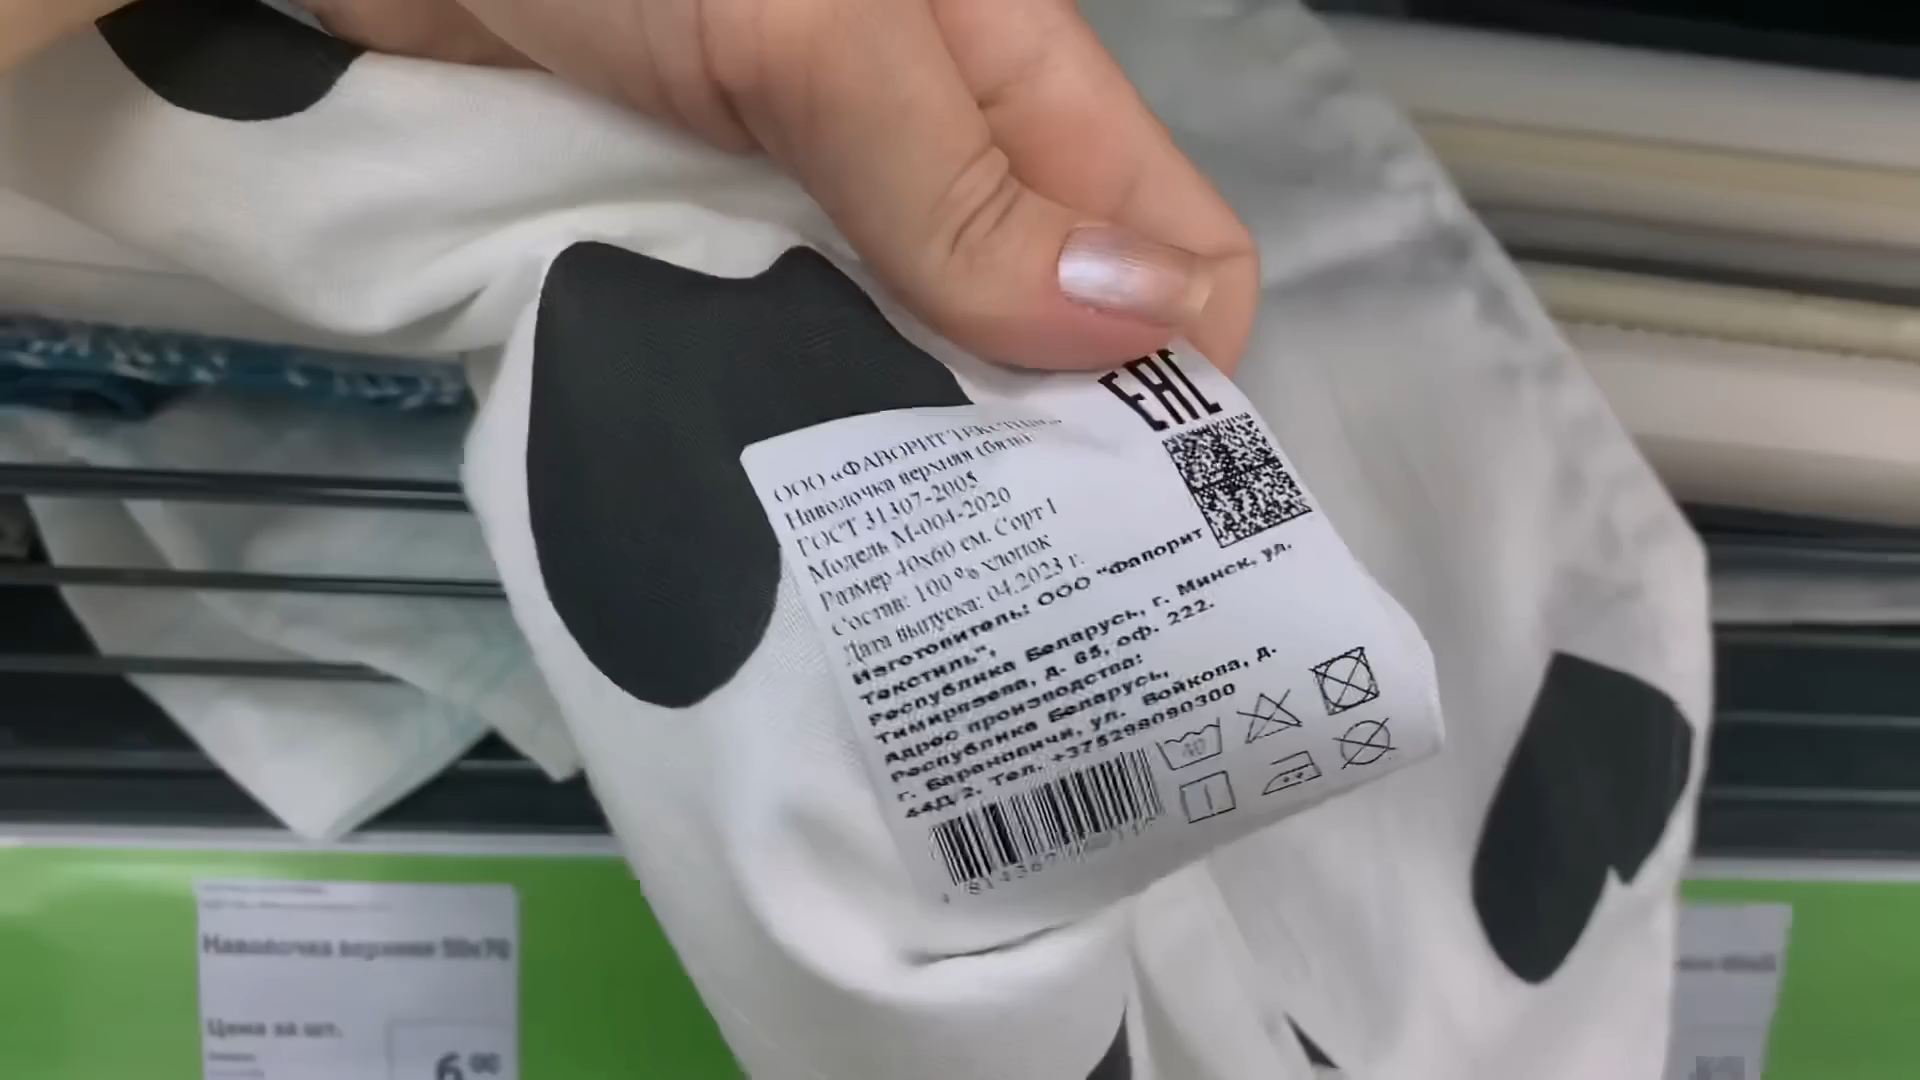 ЕАС
ООО «ФАВОРИТ ТЕКСТИЛЬ»
Наволочка верхняя (бязь)
ГОСТ 31307-2005
Модель М-004-2020
Размер 40х60 см. Сорт 1
Состав: 100 % хлопок
Дата выпуска: 04.2023 г.
Изготовитель: ООО "Фаворит
Текстиль",
Республика Беларусь, г. Минск, ул.
Тимирязева, д. 65, оф. 222.
Адрес производства:
Республика Беларусь,
г. Барановичи, ул. Войкова, д.
44Д/2. Тел. +375298090300
40
Наволочка верхняя 50х70
Цена за шт.
6,00